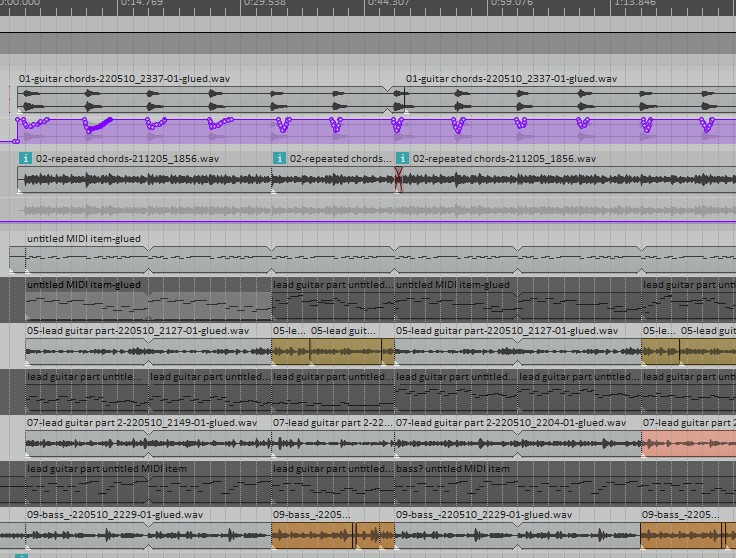 0:00.000 0:14.769 0:29.538 0:44.307 0:59.076 1:13.846
01-guitar chords-220510_2337-01-glued.wav 01-guitar chords-220510_2337-01-glued.wav
i 02-repeated chords-211205_1856.wav i 02-repeated chords... i 02-repeated chords-211205_1856.wav
untitled MIDI item-glued
untitled MIDI item-glued lead guitar part untitled... untitled MIDI item-glued lead guitar part untitl
05-lead guitar part-220510_2127-01-glued.wav 05-le... 05-lead guit... 05-lead guitar part-220510_2127-01-glued.wav 05-le... 05-lead guit
lead guitar part untitle... lead guitar part untitled... lead guitar part untitled... lead guitar part untitle... lead guitar part untitled... lead guitar part untitl
07-lead guitar part 2-220510_2149-01-glued.wav 07-lead guitar part 2-22... 07-lead guitar part 2-220510_2204-01-glued.wav 07-lead guitar part 2
lead guitar part untitled MIDI item lead guitar part untitled... bass? untitled MIDI item lead guitar part untitl
09-bass_-220510_2229-01-glued.wav 09-bass_-2205... 09-bass_-220510_2229-01-glued.wav 09-bass_-2205...